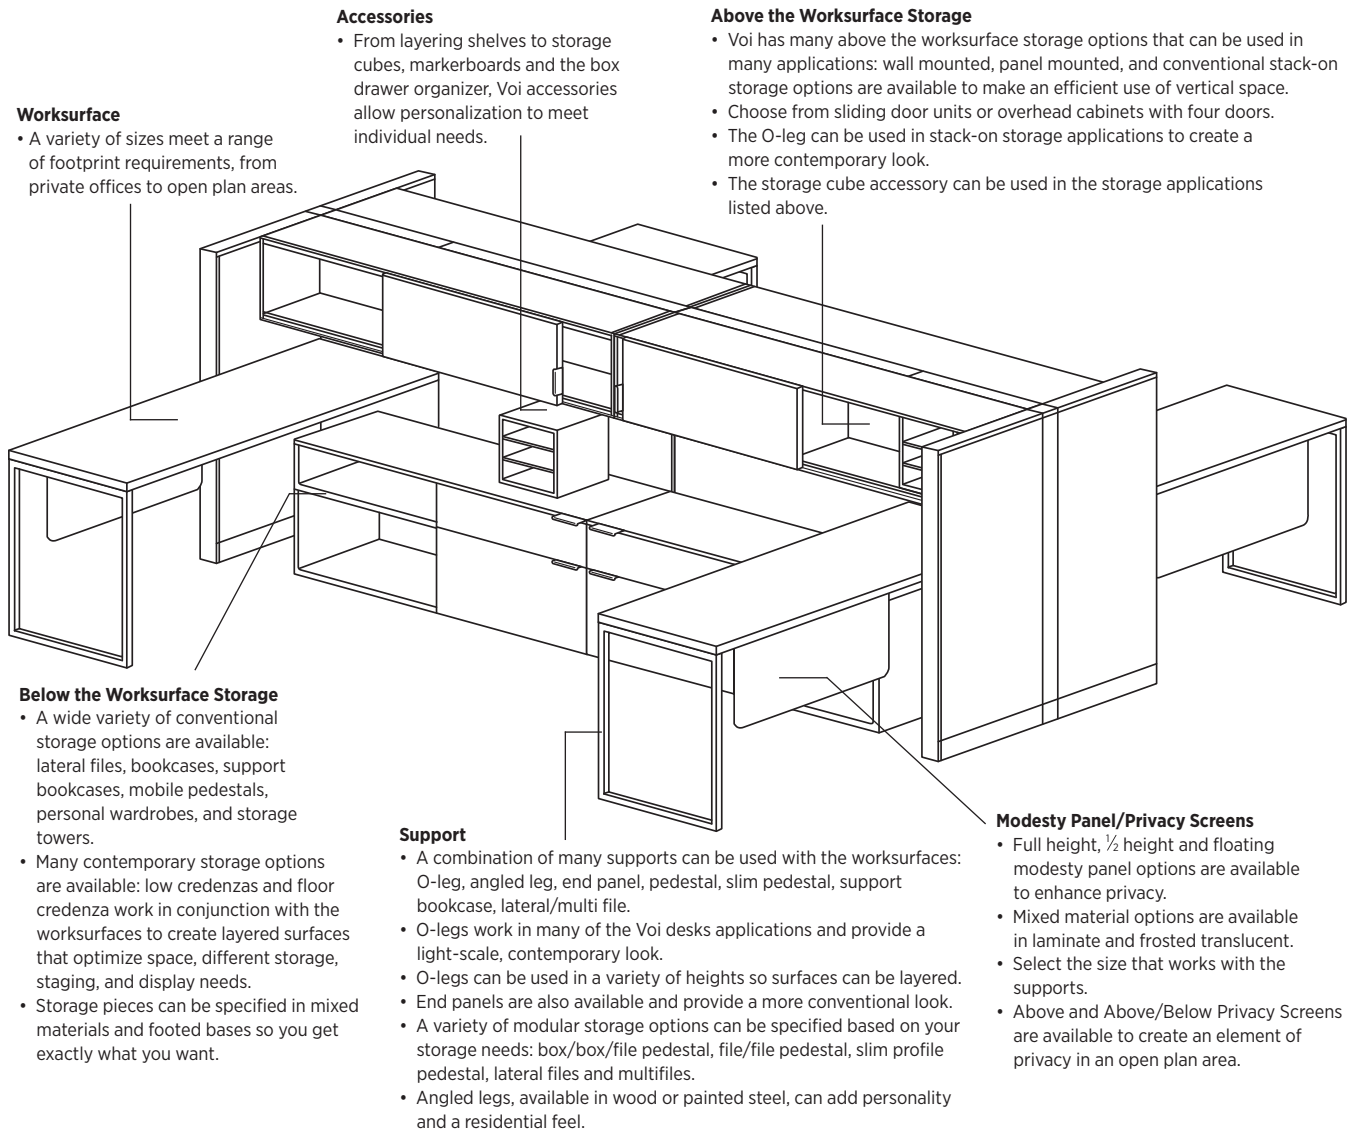 Accessories
• From layering shelves to storage
cubes, markerboards and the box
drawer organizer, Voi accessories
allow personalization to meet
individual needs.
Above the Worksurface Storage
• Voi has many above the worksurface storage options that can be used in
many applications: wall mounted, panel mounted, and conventional stack-on
storage options are available to make an efficient use of vertical space.
• Choose from sliding door units or overhead cabinets with four doors.
• The O-leg can be used in stack-on storage applications to create a
more contemporary look.
• The storage cube accessory can be used in the storage applications
listed above.
Worksurface
• A variety of sizes meet a range
of footprint requirements, from
private offices to open plan areas.
Below the Worksurface Storage
• A wide variety of conventional
storage options are available:
lateral files, bookcases, support
bookcases, mobile pedestals,
personal wardrobes, and storage
towers.
• Many contemporary storage options
are available: low credenzas and floor
credenza work in conjunction with the
worksurfaces to create layered surfaces
that optimize space, different storage,
staging, and display needs.
• Storage pieces can be specified in mixed
materials and footed bases so you get
exactly what you want.
Support
• A combination of many supports can be used with the worksurfaces:
O-leg, angled leg, end panel, pedestal, slim pedestal, support
bookcase, lateral/multi file.
• O-legs work in many of the Voi desks applications and provide a
light-scale, contemporary look.
• O-legs can be used in a variety of heights so surfaces can be layered.
• End panels are also available and provide a more conventional look.
• A variety of modular storage options can be specified based on your
storage needs: box/box/file pedestal, file/file pedestal, slim profile
pedestal, lateral files and multifiles.
• Angled legs, available in wood or painted steel, can add personality
and a residential feel.
Modesty Panel/Privacy Screens
• Full height, ½ height and floating
modesty panel options are available
to enhance privacy.
• Mixed material options are available
in laminate and frosted translucent.
• Select the size that works with the
supports.
• Above and Above/Below Privacy Screens
are available to create an element of
privacy in an open plan area.